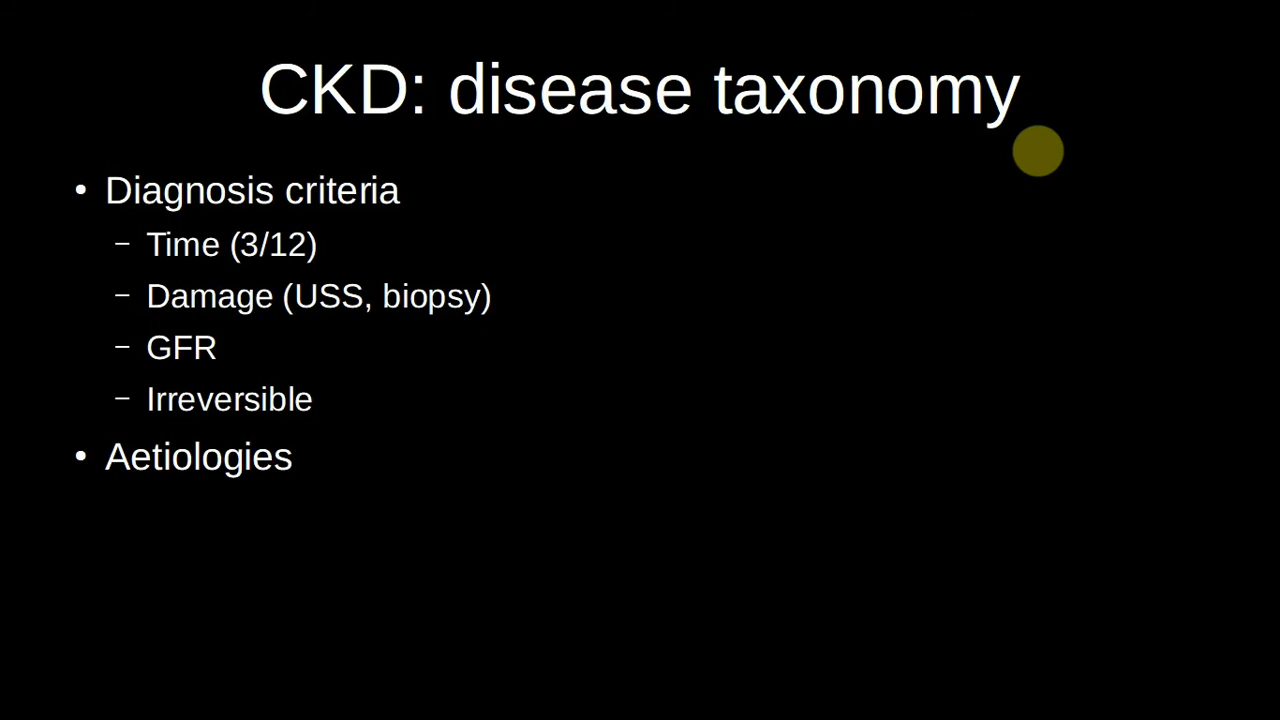 CKD: disease taxonomy
• Diagnosis criteria
– Time (3/12)
– Damage (USS, biopsy)
– GFR
– Irreversible
• Aetiologies